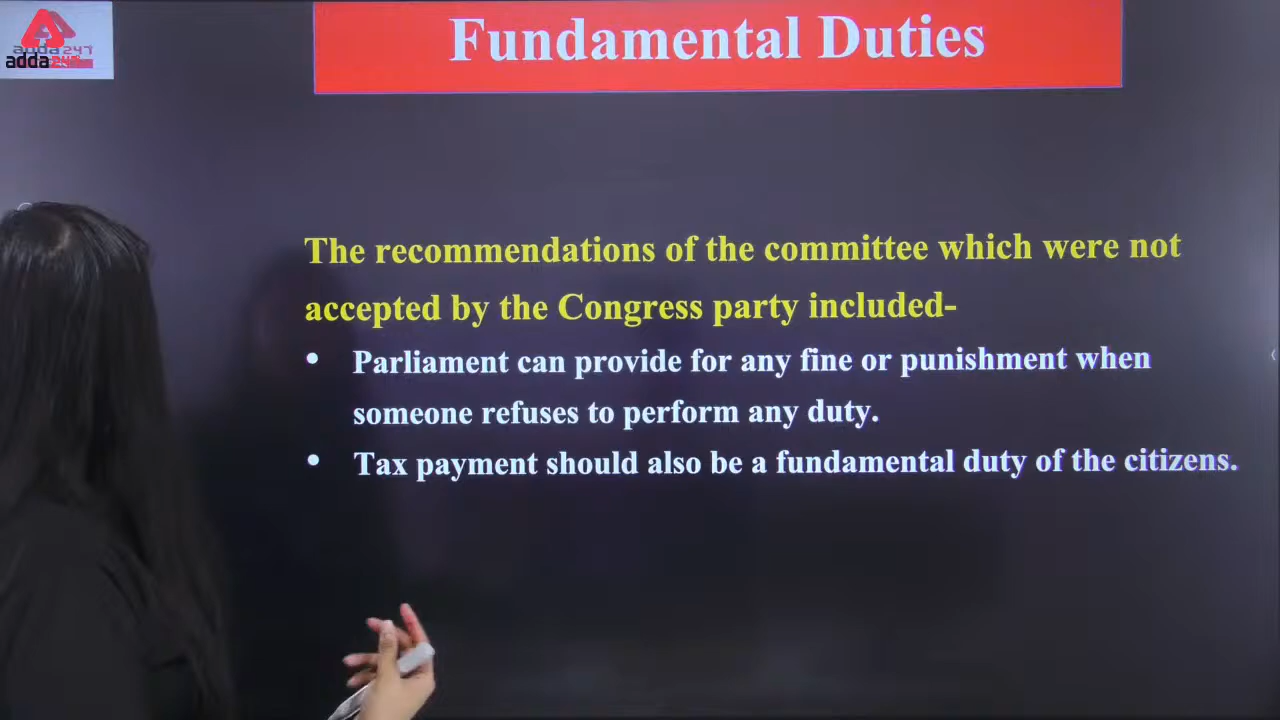 adda247
adda247
Fundamental Duties
The recommendations of the committee which were not
accepted by the Congress party included-
• Parliament can provide for any fine or punishment when
someone refuses to perform any duty.
• Tax payment should also be a fundamental duty of the citizens.